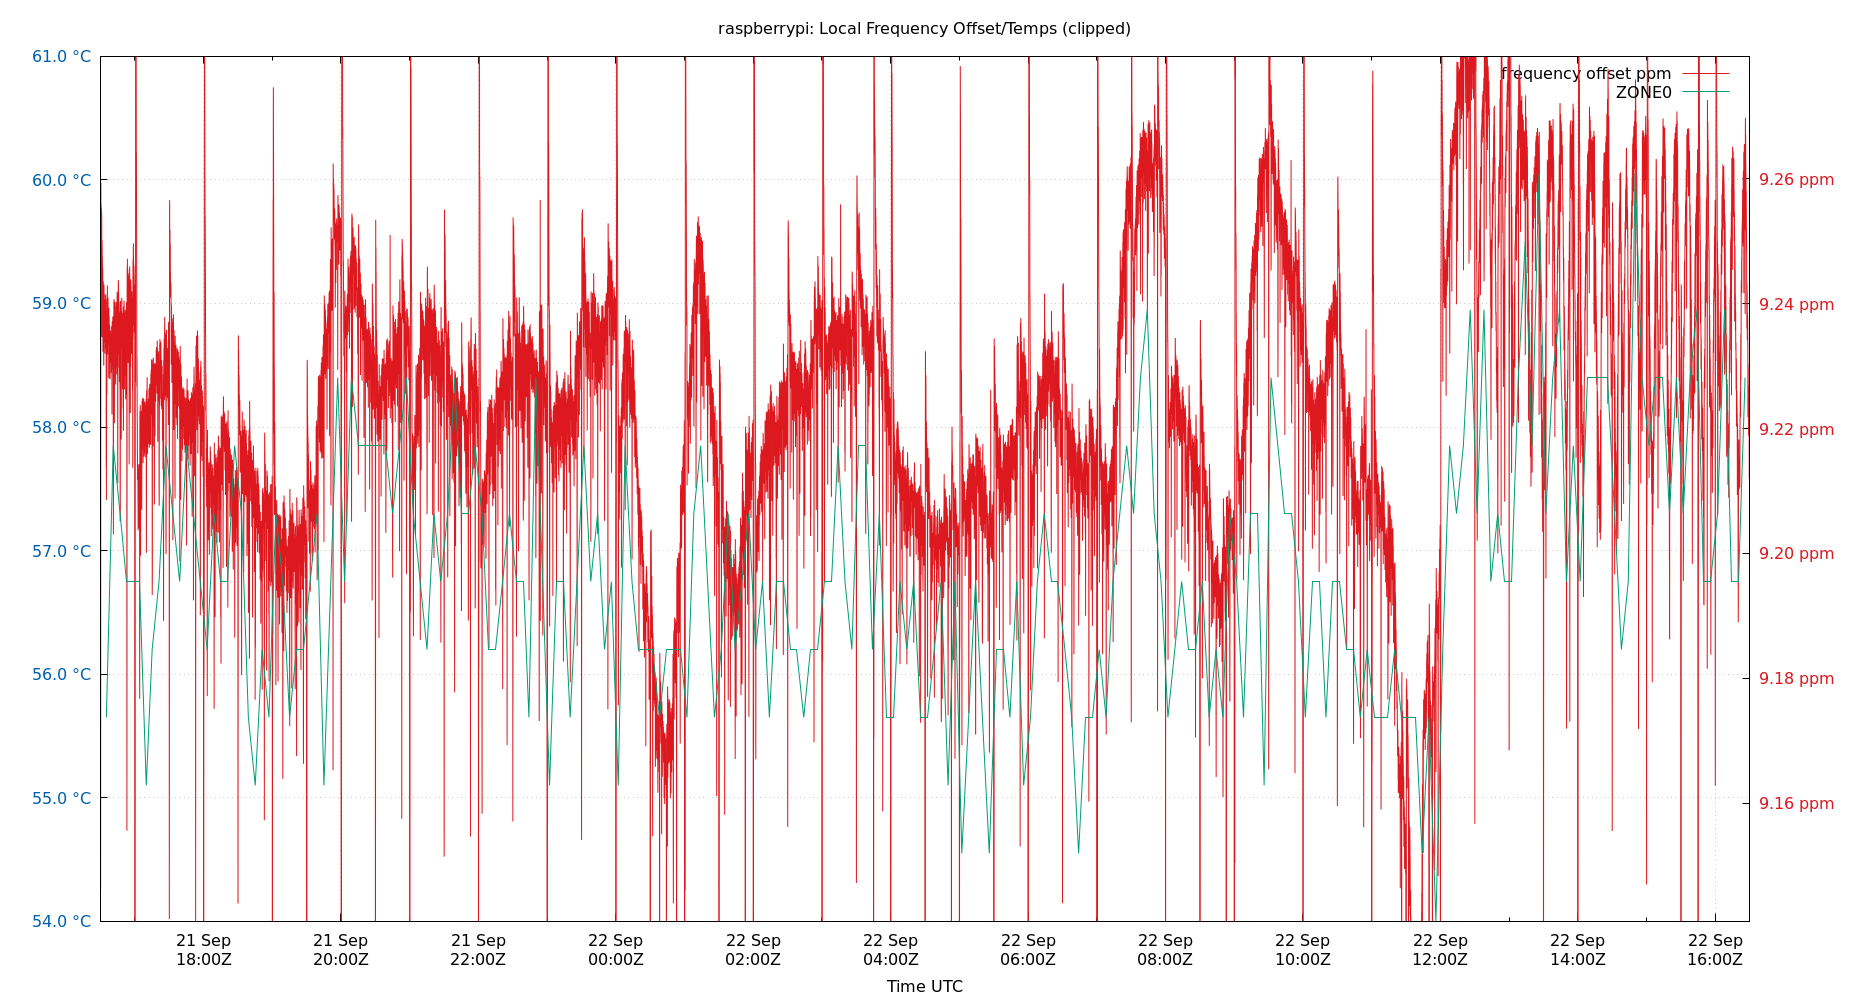 raspberrypi: Local Frequency Offset/Temps (clipped)
61.0 °C
60.0 °C
59.0 °C
58.0 °C
57.0 °C
56.0 °C
55.0 °C
54.0 °C
frequency offset ppm
ZONE0
9.26 ppm
9.24 ppm
9.22 ppm
9.20 ppm
9.18 ppm
9.16 ppm
21 Sep 21 Sep 21 Sep 22 Sep 22 Sep 22 Sep 22 Sep 22 Sep 22 Sep 22 Sep 22 Sep 22 Sep
18:00Z 20:00Z 22:00Z 00:00Z 02:00Z 04:00Z 06:00Z 08:00Z 10:00Z 12:00Z 14:00Z 16:00Z
Time UTC